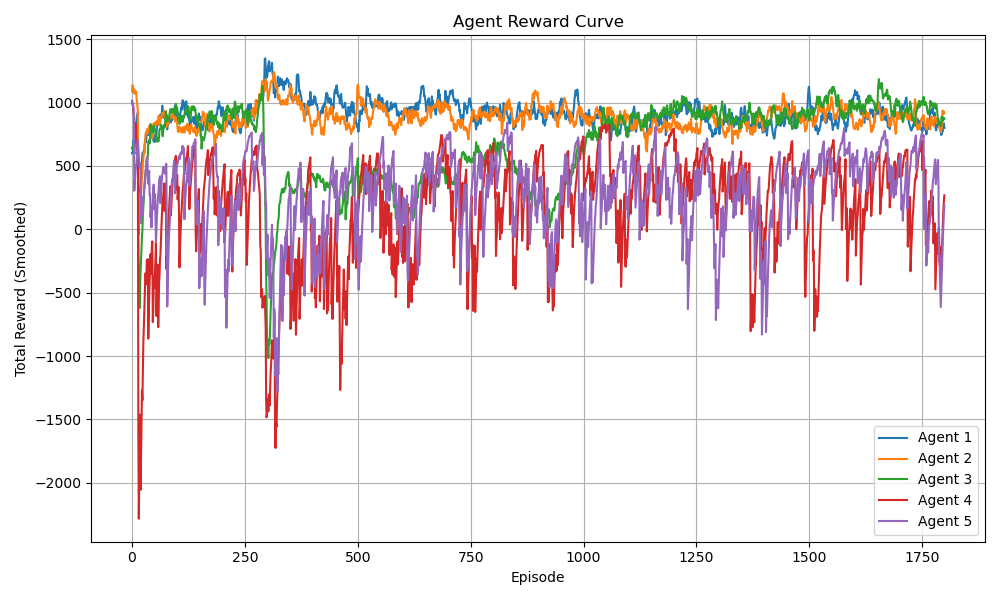 Agent Reward Curve
1500
1000
500
0
−500
−1000
−1500
−2000
Total Reward (Smoothed)
0 250 500 750 1000 1250 1500 1750
Episode
Agent 1
Agent 2
Agent 3
Agent 4
Agent 5